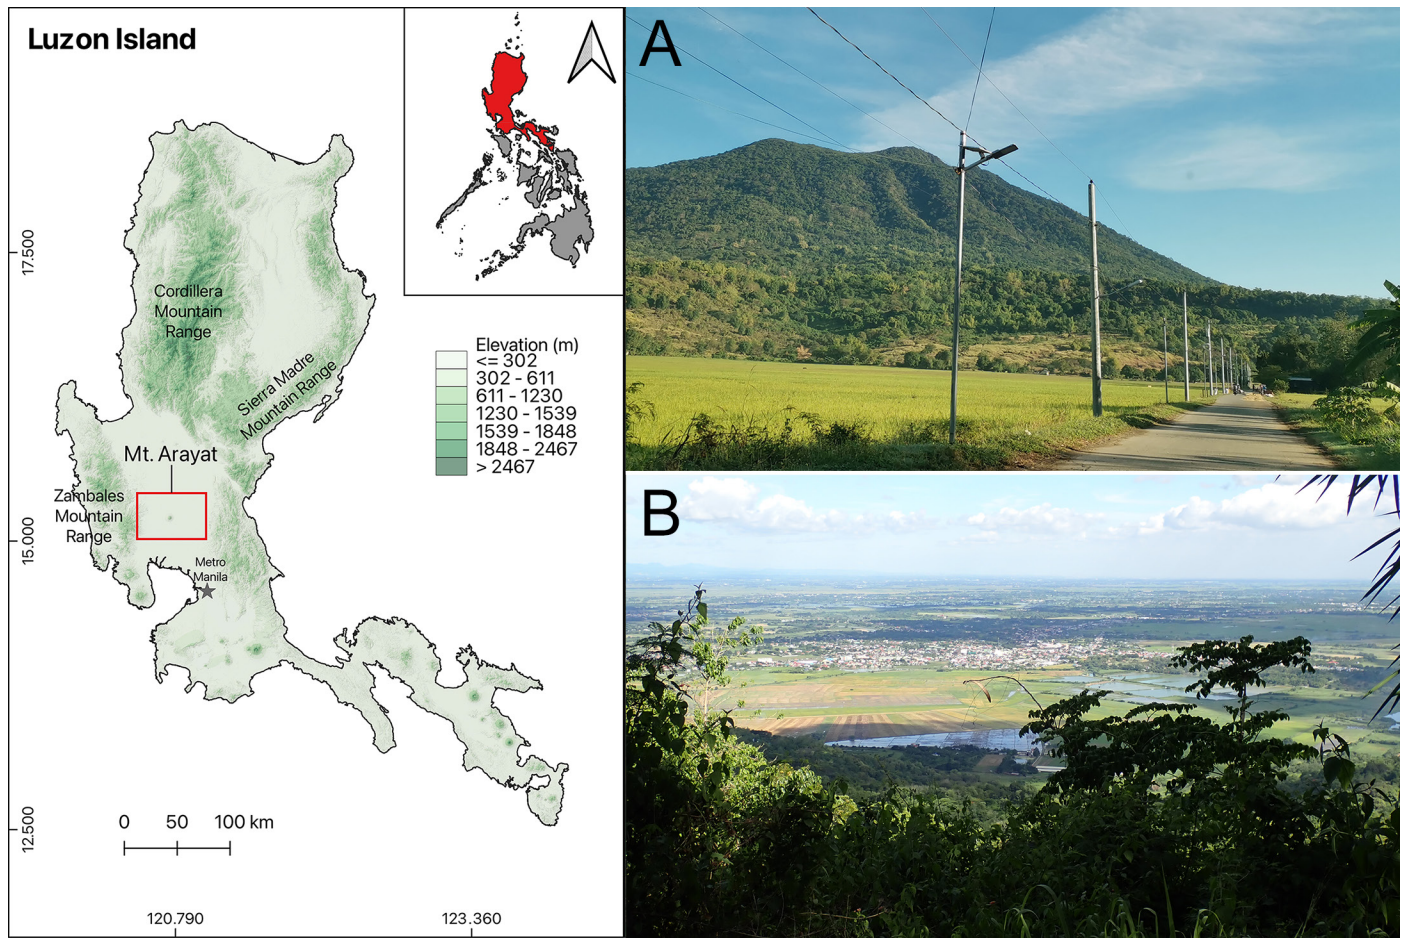 Luzon Island
17.500
15.000
12.500
Cordillera
Mountain
Range
Sierra Madre
Mountain Range
Mt. Arayat
Zambales
Mountain
Range
Metro
Manila
Elevation (m)
<= 302
302 - 611
611 - 1230
1230 - 1539
1539 - 1848
1848 - 2467
> 2467
0 50 100 km
120.790 123.360
A
B